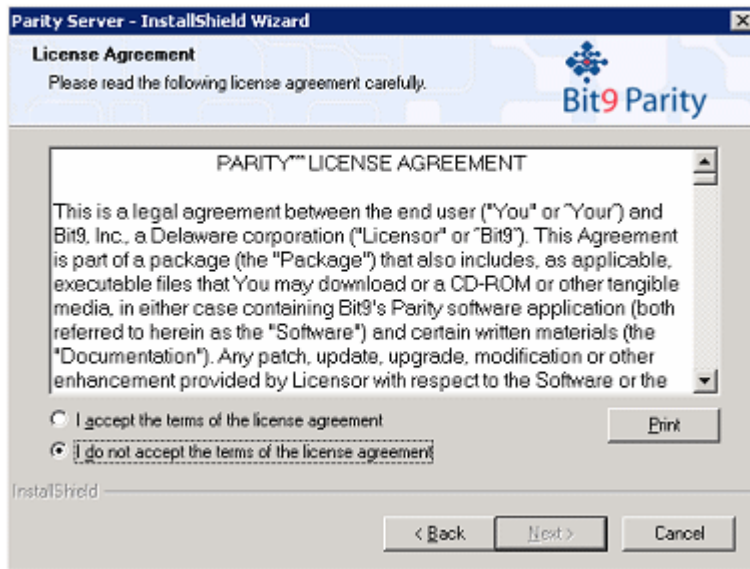 Parity Server - InstallShield Wizard
License Agreement
Please read the following license agreement carefully.
Bit9 Parity
PARITY™ LICENSE AGREEMENT
This is a legal agreement between the end user ("You" or "Your") and
Bit9, Inc., a Delaware corporation ("Licensor" or "Bit9"). This Agreement
is part of a package (the "Package") that also includes, as applicable,
executable files that You may download or a CD-ROM or other tangible
media, in either case containing Bit9's Parity software application (both
referred to herein as the "Software") and certain written materials (the
"Documentation"). Any patch, update, upgrade, modification or other
enhancement provided by Licensor with respect to the Software or the
I accept the terms of the license agreement
Print
I do not accept the terms of the license agreement
InstallShield
< Back
Next >
Cancel